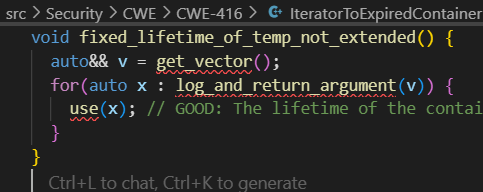 src > Security > CWE > CWE-416 > IteratorToExpiredContainer
void fixed_lifetime_of_temp_not_extended() {
auto&& v = get_vector();
for(auto x : log_and_return_argument(v)) {
use(x); // GOOD: The lifetime of the contai
}
}
Ctrl+L to chat, Ctrl+K to generate